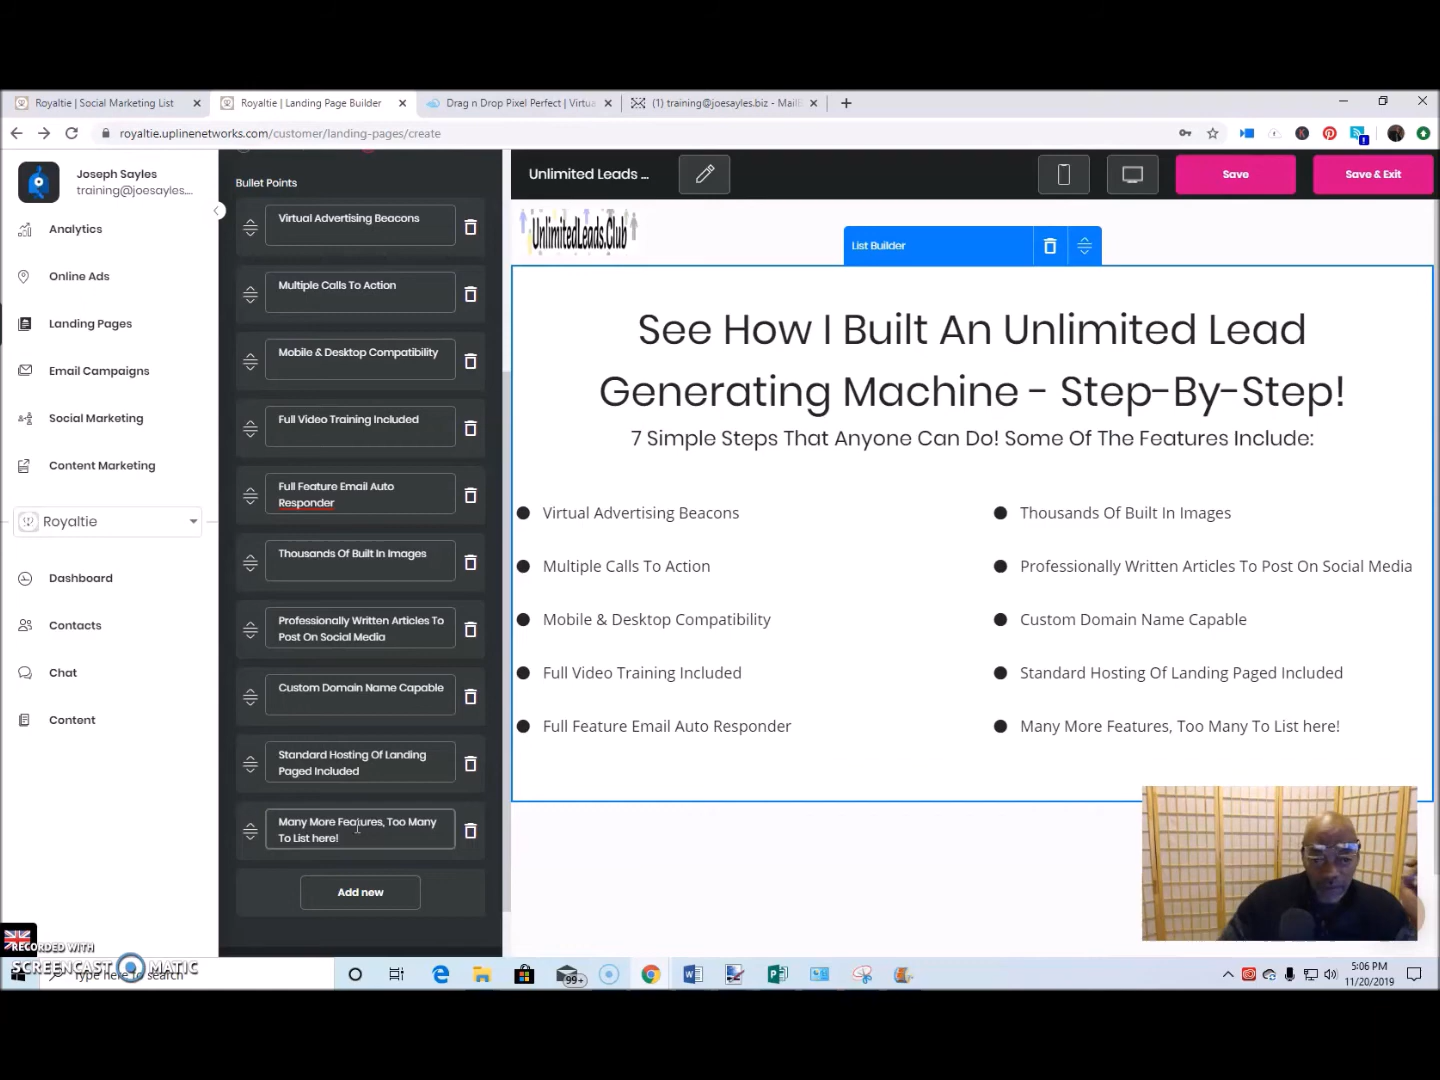 Royaltie | Social Marketing List
Royaltie | Landing Page Builder
Drag n Drop Pixel Perfect | Virtua
(1) training@joesayles.biz - MailB
royaltie.uplinenetworks.com/customer/landing-pages/create
Joseph Sayles
training@joesayles....
Analytics
Online Ads
Landing Pages
Email Campaigns
Social Marketing
Content Marketing
Royaltie
Dashboard
Contacts
Chat
Content
Bullet Points
Virtual Advertising Beacons
Multiple Calls To Action
Mobile & Desktop Compatibility
Full Video Training Included
Full Feature Email Auto
Responder
Thousands Of Built In Images
Professionally Written Articles To
Post On Social Media
Custom Domain Name Capable
Standard Hosting Of Landing
Paged Included
Many More Features, Too Many
To List here!
Add new
Unlimited Leads ...
Save
Save & Exit
UnlimitedLeads.Club
List Builder
See How I Built An Unlimited Lead
Generating Machine - Step-By-Step!
7 Simple Steps That Anyone Can Do! Some Of The Features Include:
Virtual Advertising Beacons
Multiple Calls To Action
Mobile & Desktop Compatibility
Full Video Training Included
Full Feature Email Auto Responder
Thousands Of Built In Images
Professionally Written Articles To Post On Social Media
Custom Domain Name Capable
Standard Hosting Of Landing Paged Included
Many More Features, Too Many To List here!
RECORDED WITH
SCREENCAST MATIC
Type here to search
99+
5:06 PM
11/20/2019